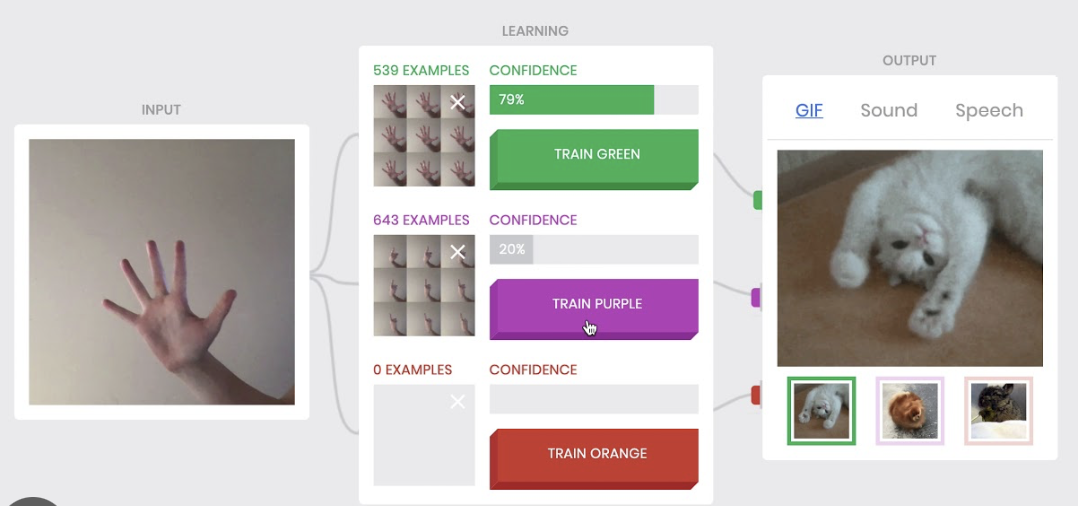 LEARNING
INPUT
539 EXAMPLES
CONFIDENCE
79%
TRAIN GREEN
643 EXAMPLES
CONFIDENCE
20%
TRAIN PURPLE
0 EXAMPLES
CONFIDENCE
TRAIN ORANGE
OUTPUT
GIF Sound Speech